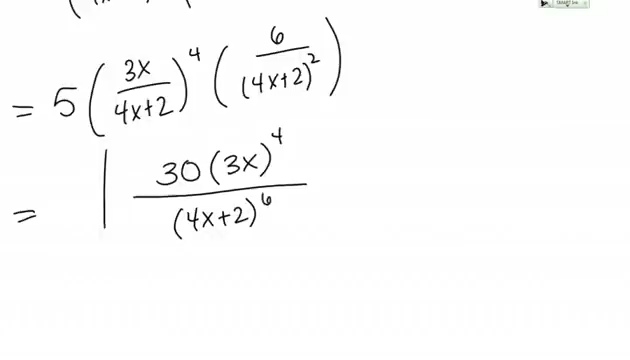 = 5 (3x/(4x+2))^4 (6/(4x+2)^2)
= | 30(3x)^4/(4x+2)^6